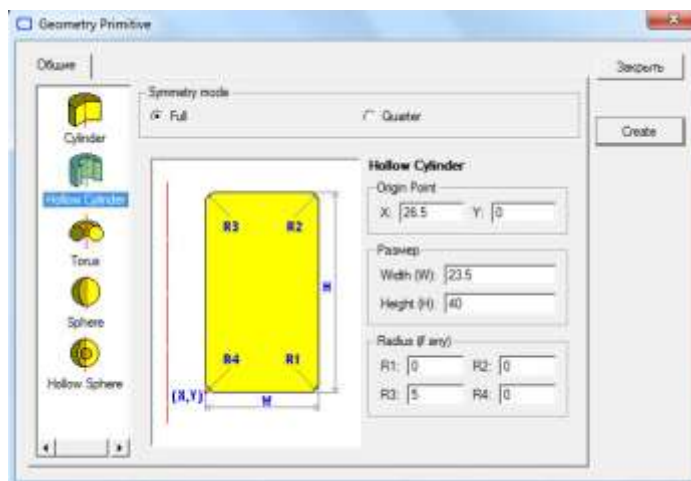 Geometry Primitive
Общие
Закрыть
Create
Symmetry mode
Full
Quarter
Cylinder
Hollow Cylinder
Torus
Sphere
Hollow Sphere
R3 R2
H
R4 R1
(X,Y) W
Hollow Cylinder
Origin Point
X: 26.5 Y: 0
Размер
Width (W): 23.5
Height (H): 40
Radius (if any)
R1: 0 R2: 0
R3: 5 R4: 0